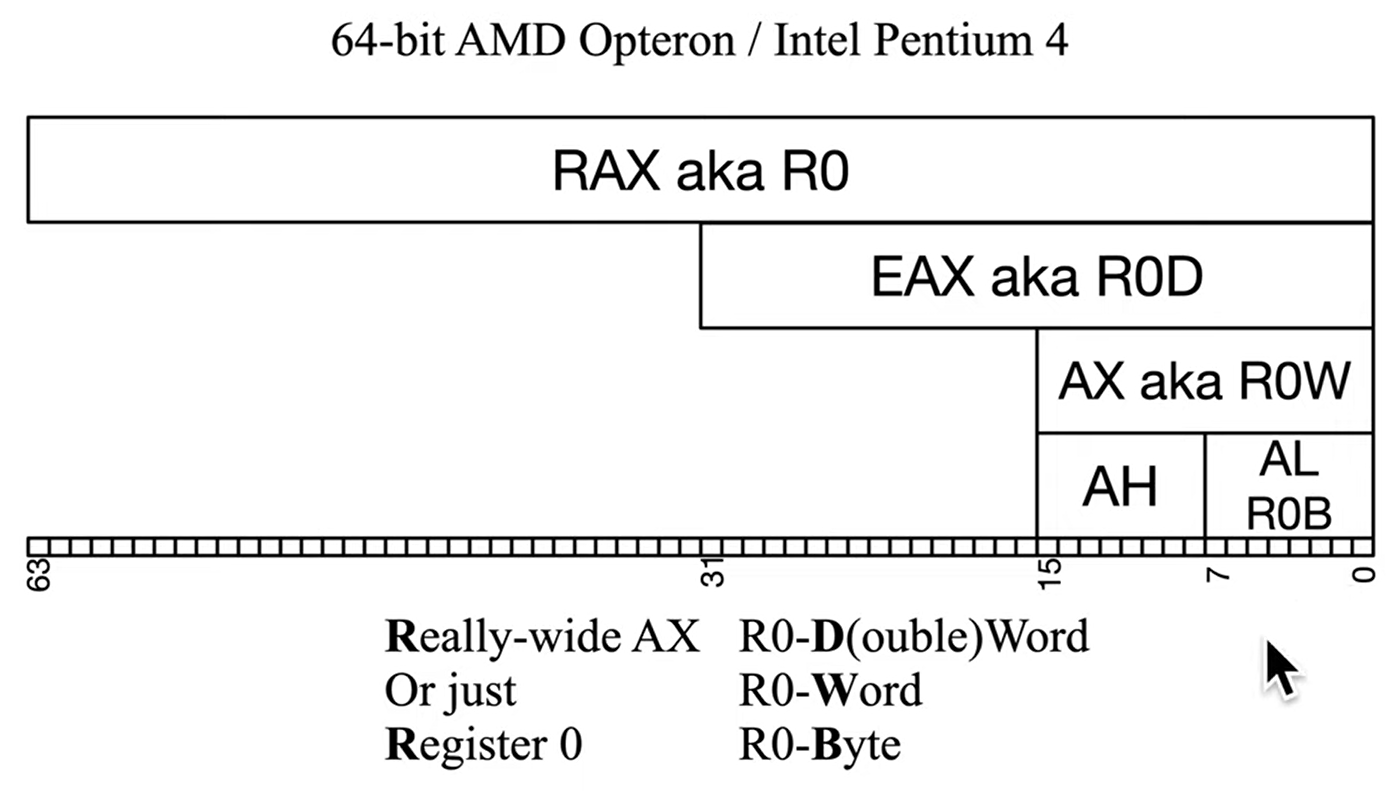 64-bit AMD Opteron / Intel Pentium 4
RAX aka R0
EAX aka R0D
AX aka R0W
AH
AL
R0B
63 31 15 7 0
Really-wide AX R0-D(ouble)Word
Or just R0-Word
Register 0 R0-Byte